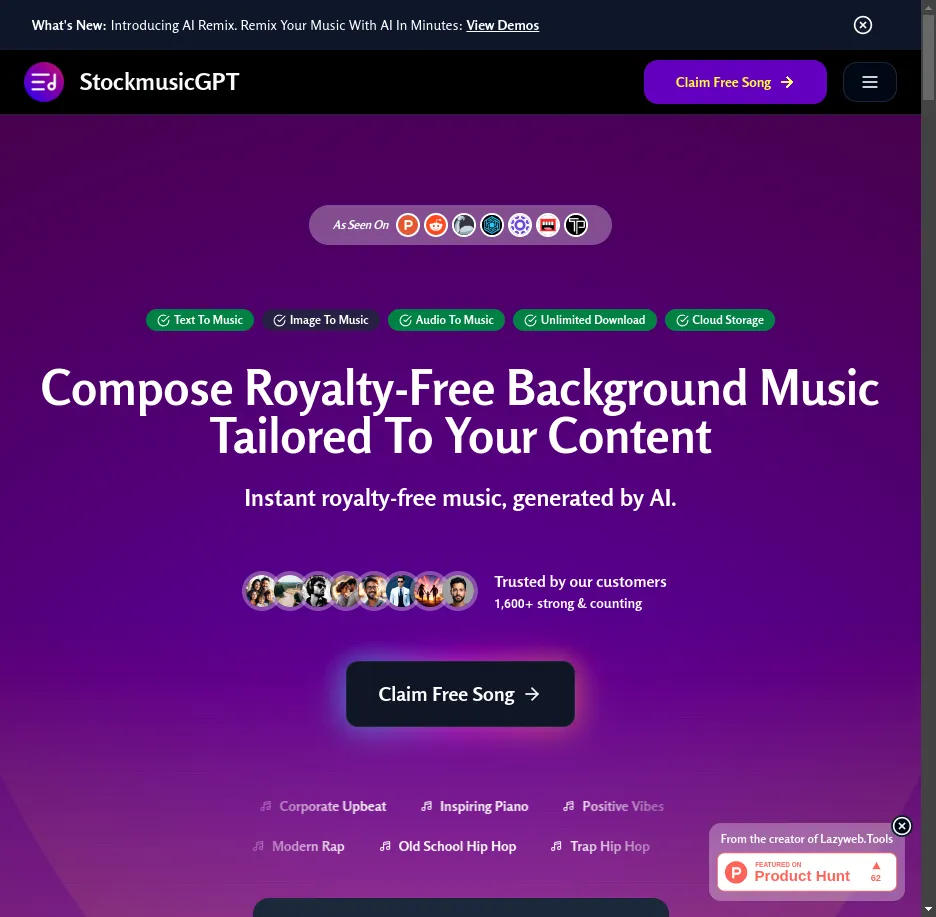 What's New: Introducing AI Remix. Remix Your Music With AI In Minutes: View Demos
StockmusicGPT
Claim Free Song
As Seen On
Text To Music
Image To Music
Audio To Music
Unlimited Download
Cloud Storage
Compose Royalty-Free Background Music
Tailored To Your Content
Instant royalty-free music, generated by AI.
Trusted by our customers
1,600+ strong & counting
Claim Free Song
Corporate Upbeat
Inspiring Piano
Positive Vibes
Modern Rap
Old School Hip Hop
Trap Hip Hop
From the creator of Lazyweb.Tools
P
FEATURED ON
Product Hunt
62